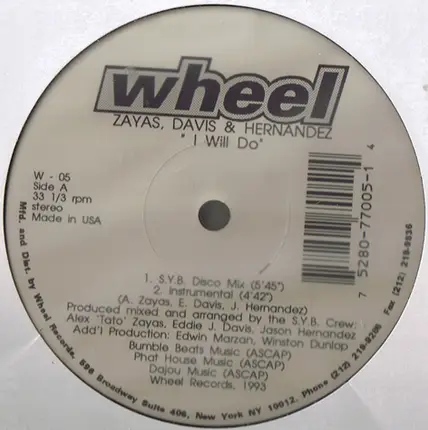 wheel
ZAYAS, DAVIS & HERNANDEZ
" I Will Do"
W - 05
Side A
33 1/3 rpm
stereo
Made in USA
7 5280-77005-1 4
1. S.Y.B. Disco Mix (5'45")
2. Instrumental (4'42")
(A. Zayas, E. Davis, J. Hernandez)
Produced mixed and arranged by the S.Y.B. Crew:
Alex 'Tato' Zayas, Eddie J. Davis, Jason Hernandez
Add'l Production: Edwin Marzan, Winston Dunlop
Bumble Beats Music (ASCAP)
Phat House Music (ASCAP)
Dajou Music (ASCAP)
Wheel Records, 1993
Mfd and Dist. by Wheel Records, 596 Broadway Suite 406, New York NY 10012, Phone (212) 219-9206 Fax (212) 219-9536